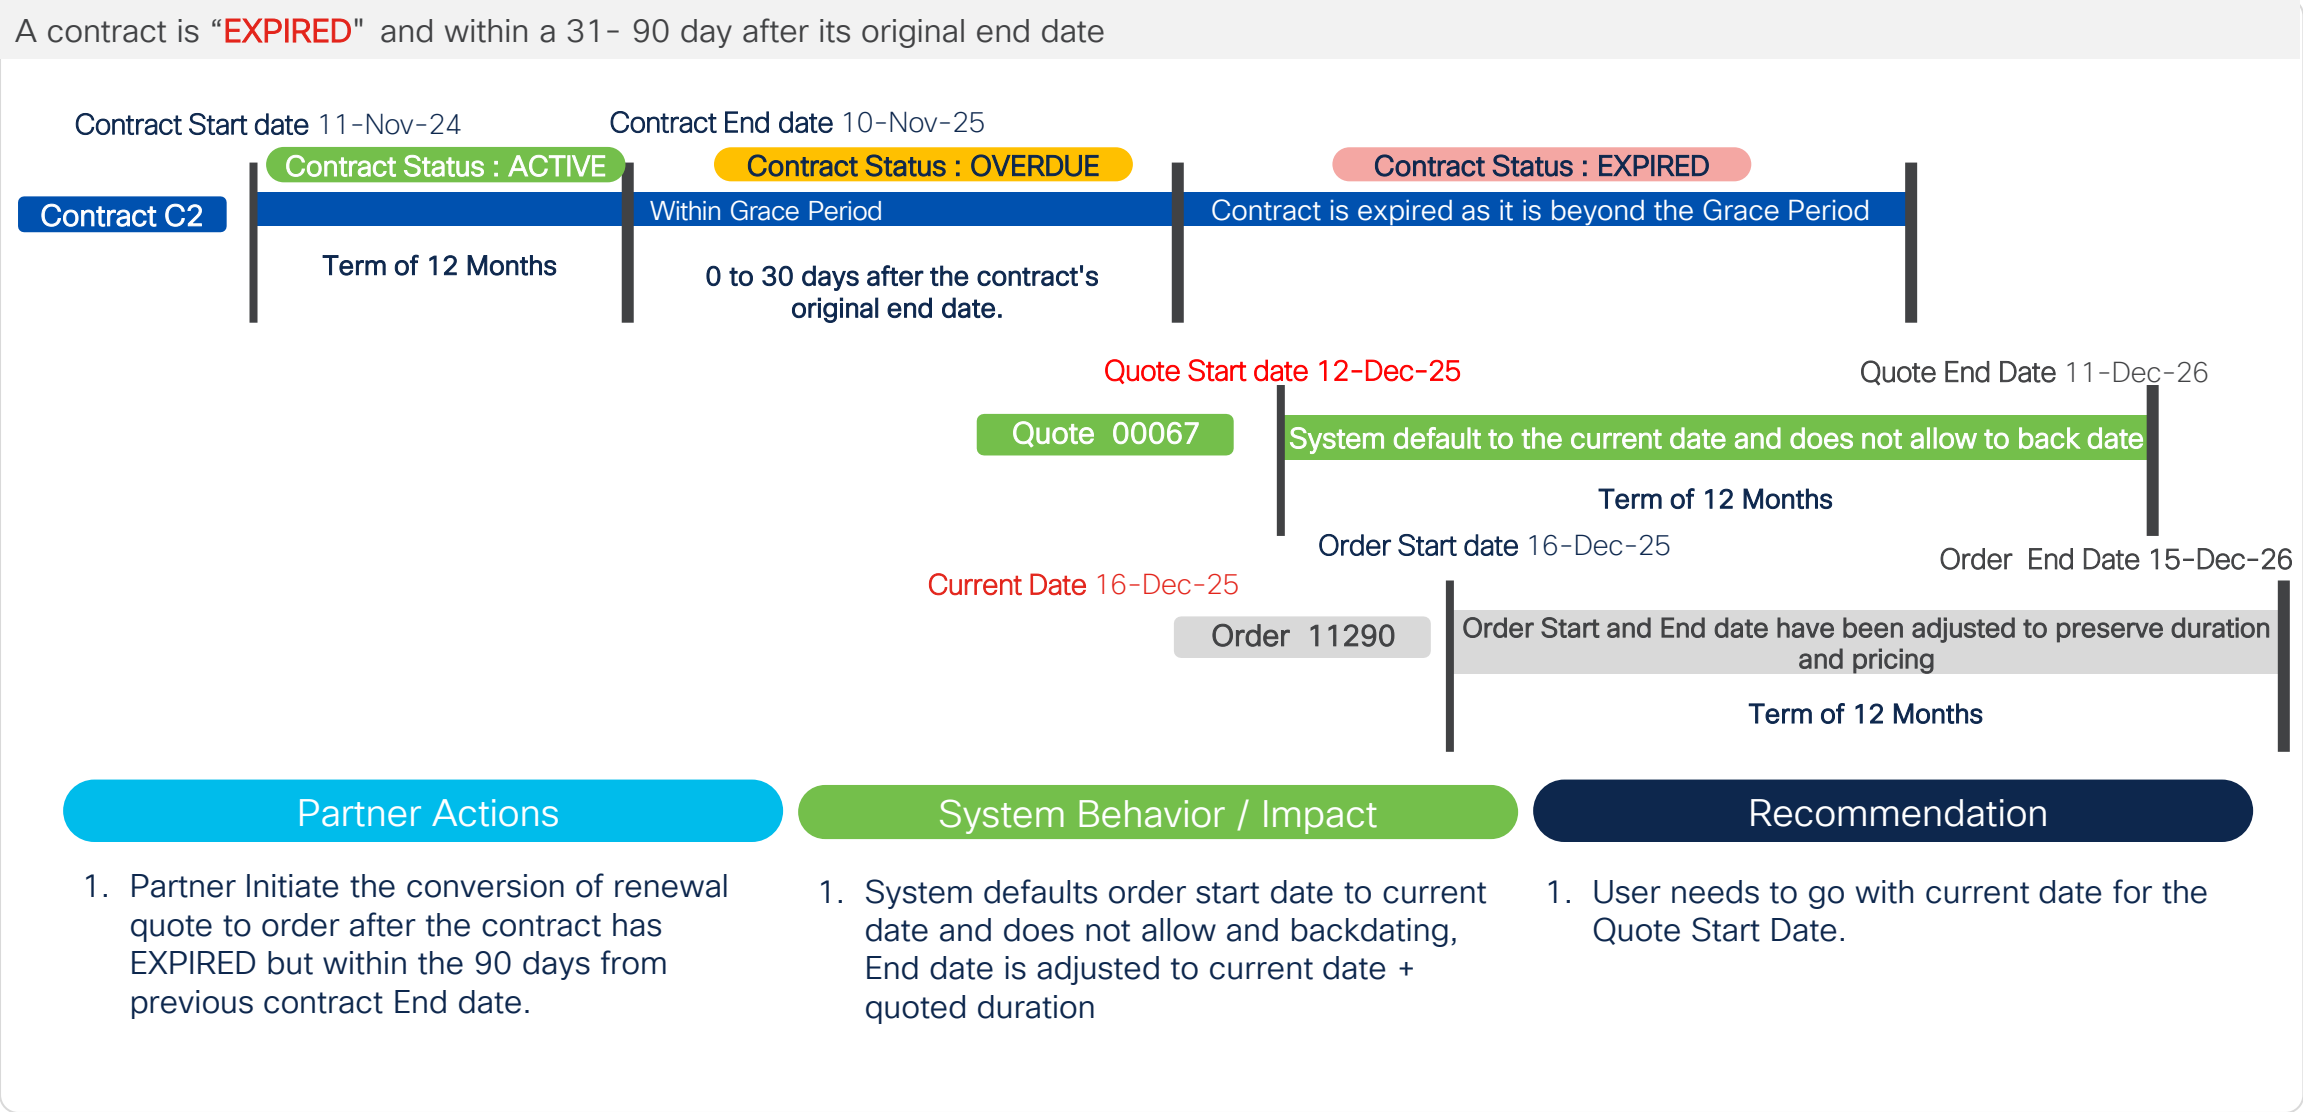 A contract is “EXPIRED" and within a 31- 90 day after its original end date
Contract Start date 11-Nov-24
Contract End date 10-Nov-25
Contract Status : ACTIVE
Contract Status : OVERDUE
Contract Status : EXPIRED
Contract C2
Within Grace Period
Contract is expired as it is beyond the Grace Period
Term of 12 Months
0 to 30 days after the contract's
original end date.
Quote Start date 12-Dec-25
Quote End Date 11-Dec-26
Quote 00067
System default to the current date and does not allow to back date
Term of 12 Months
Order Start date 16-Dec-25
Order End Date 15-Dec-26
Current Date 16-Dec-25
Order 11290
Order Start and End date have been adjusted to preserve duration
and pricing
Term of 12 Months
Partner Actions
1. Partner Initiate the conversion of renewal
quote to order after the contract has
EXPIRED but within the 90 days from
previous contract End date.
System Behavior / Impact
1. System defaults order start date to current
date and does not allow and backdating,
End date is adjusted to current date +
quoted duration
Recommendation
1. User needs to go with current date for the
Quote Start Date.